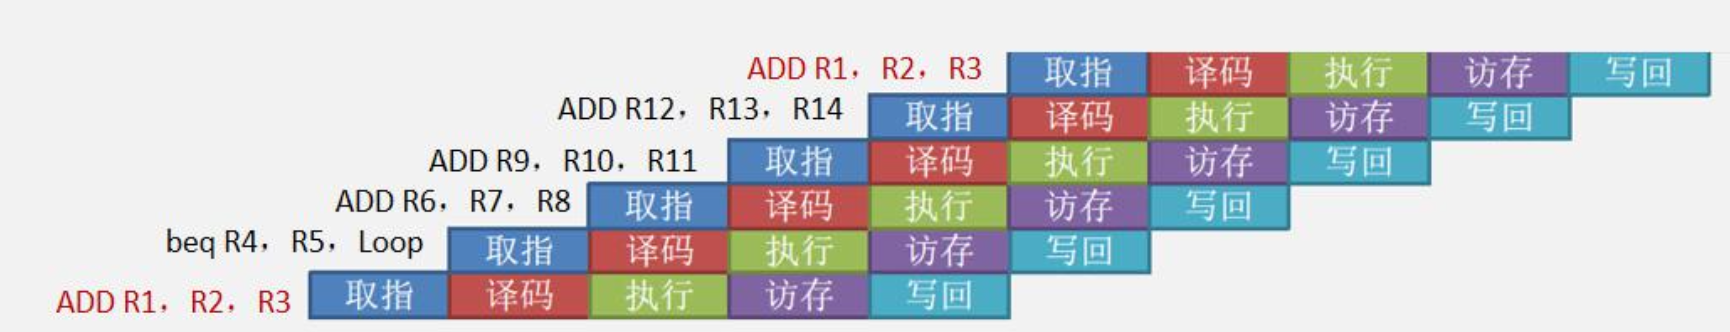 ADD R1，R2，R3 取指 译码 执行 访存 写回
ADD R12，R13，R14 取指 译码 执行 访存 写回
ADD R9，R10，R11 取指 译码 执行 访存 写回
ADD R6，R7，R8 取指 译码 执行 访存 写回
beq R4，R5，Loop 取指 译码 执行 访存 写回
ADD R1，R2，R3 取指 译码 执行 访存 写回